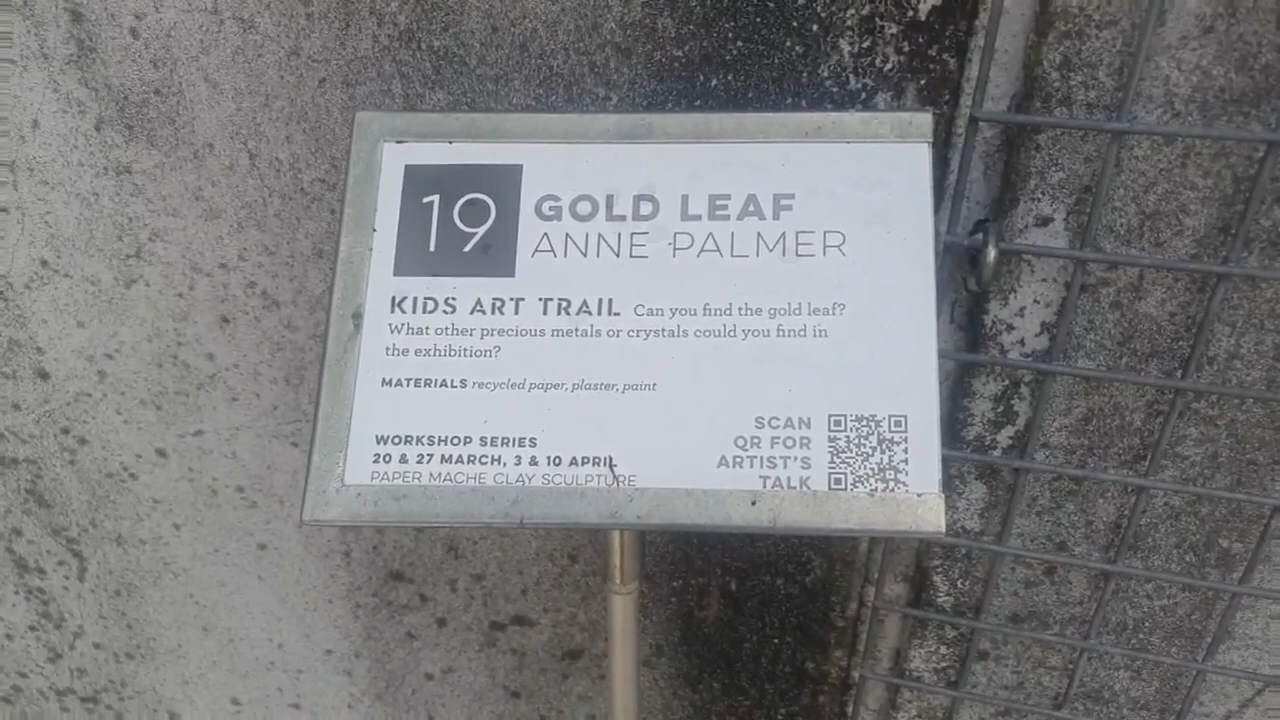 19
GOLD LEAF
ANNE PALMER
KIDS ART TRAIL Can you find the gold leaf?
What other precious metals or crystals could you find in
the exhibition?
MATERIALS recycled paper, plaster, paint
WORKSHOP SERIES
20 & 27 MARCH, 3 & 10 APRIL
PAPER MACHE CLAY SCULPTURE
SCAN
QR FOR
ARTIST'S
TALK